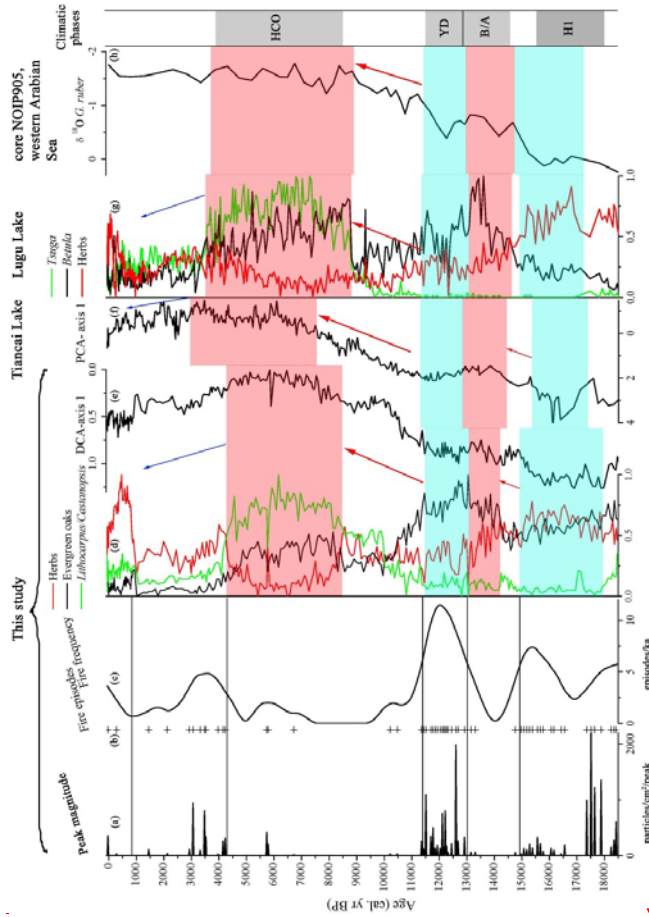 This study
Tiancai Lake
Lugu Lake
core NOIP905,
western Arabian
Sea
Climatic
phases
Peak magnitude
Fire episodes
Fire frequency
Herbs
Evergreen oaks
Lithocarpus/Castanopsis
DCA-axis 1
PCA- axis 1
Tsuga
Betula
Herbs
δ 18O G. ruber
(a)
(b)
(c)
(d)
(e)
(f)
(g)
(h)
HCO
YD
B/A
H1
1.0
0.5
0.0
-2
-1
0
0
2
4
0.0
0.5
1.0
0.0
0.5
1.0
0
5
10
episodes/ka
0
2000
particles/cm2/peak
0
1000
2000
3000
4000
5000
6000
7000
8000
9000
10000
11000
12000
13000
14000
15000
16000
17000
18000
Age (cal. yr BP)